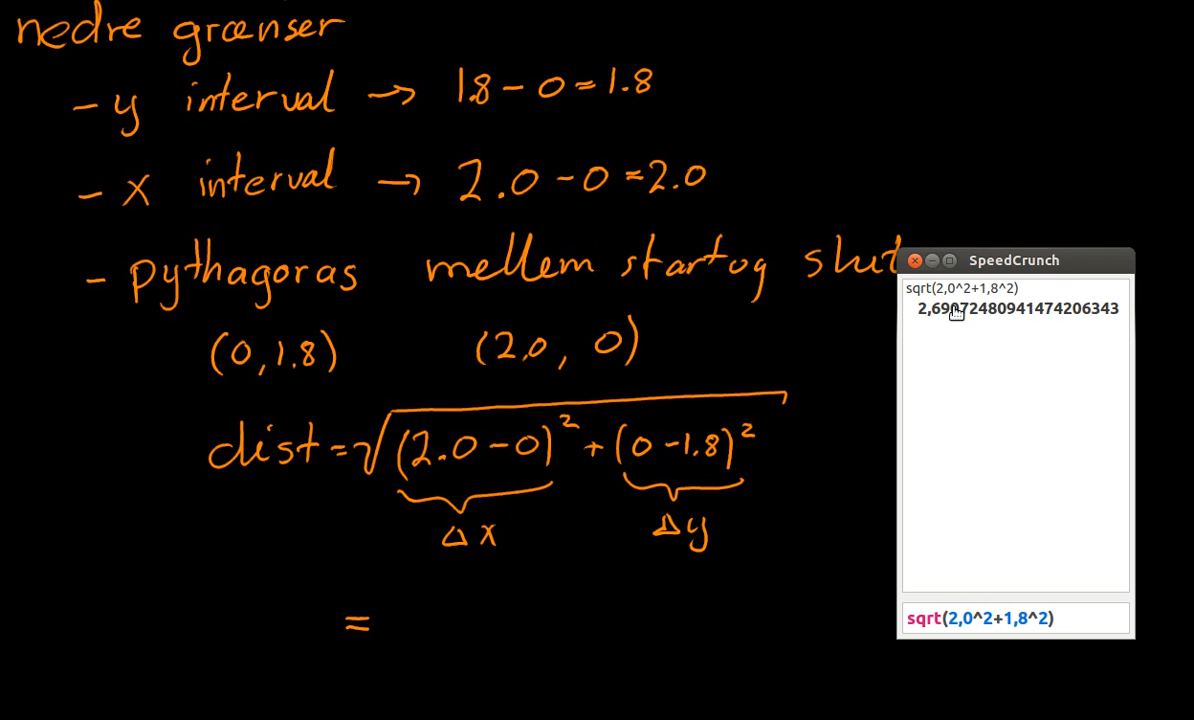 nedre grænser
- y interval → 1.8 - 0 = 1.8
- x interval → 2.0 - 0 = 2.0
- pythagoras mellem start og slut
(0, 1.8) (2.0, 0)
dist = √((2.0 - 0)² + (0 - 1.8)²)
Δx Δy
=
SpeedCrunch
sqrt(2,0^2+1,8^2)
2,69072480941474206343
sqrt(2,0^2+1,8^2)